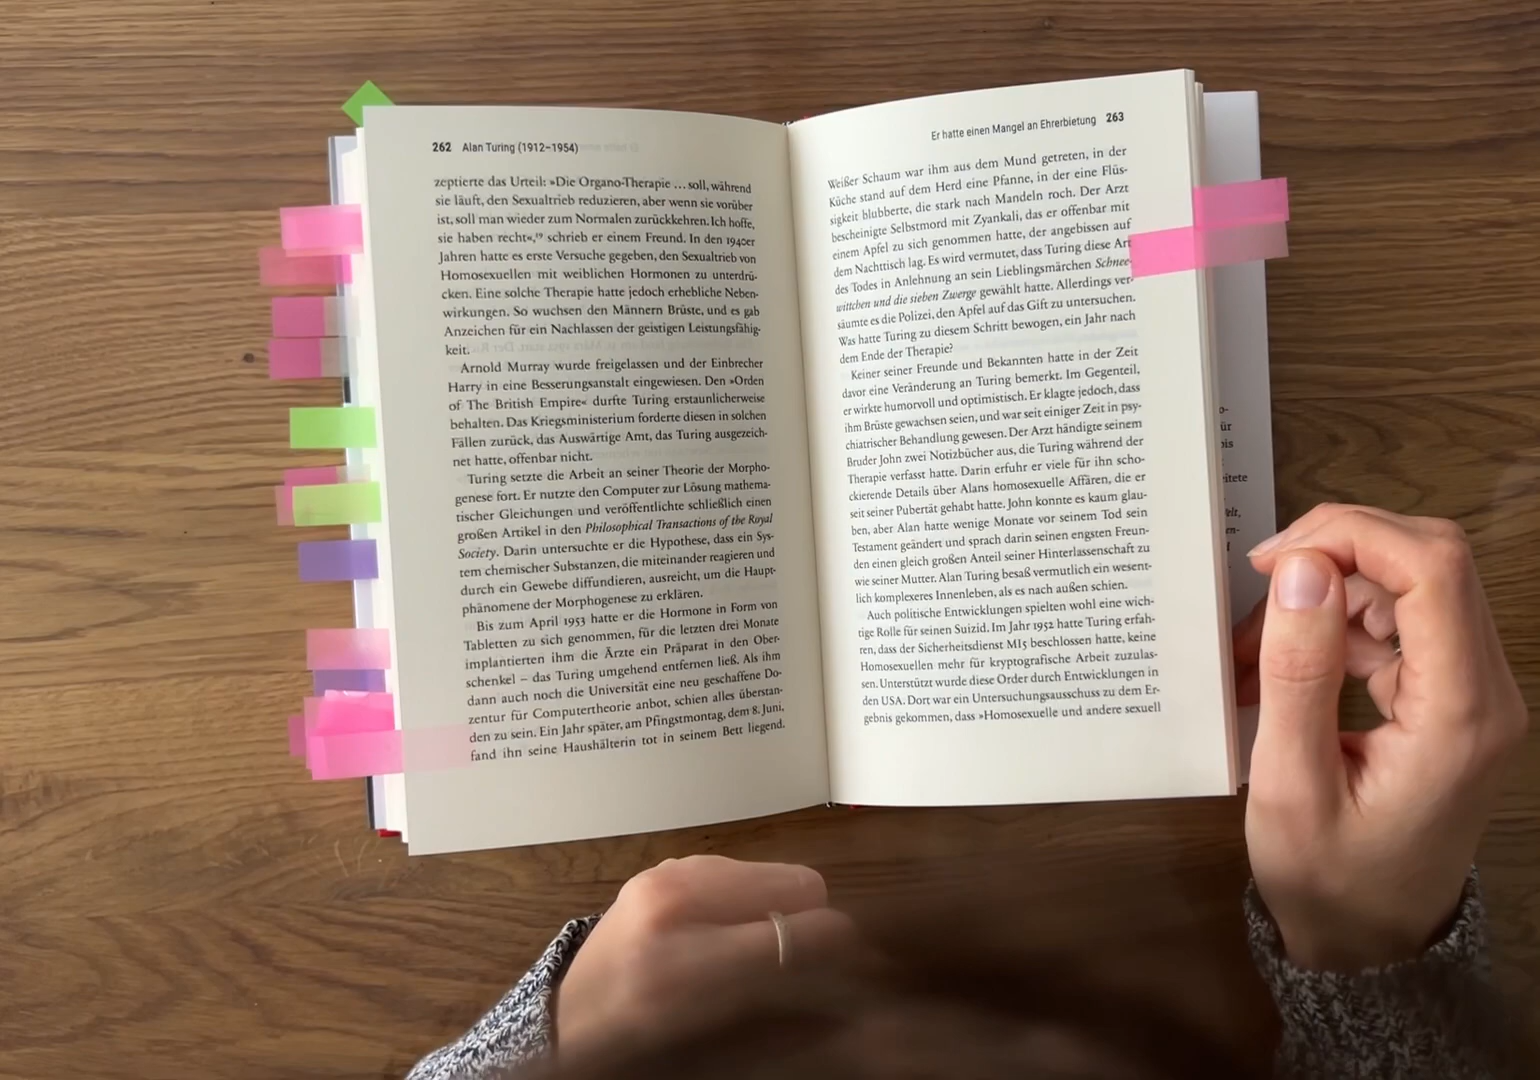 262 Alan Turing (1912–1954)
zeptierte das Urteil: »Die Organo-Therapie … soll, während
sie läuft, den Sexualtrieb reduzieren, aber wenn sie vorüber
ist, soll man wieder zum Normalen zurückkehren. Ich hoffe,
sie haben recht«,¹⁹ schrieb er einem Freund. In den 1940er
Jahren hatte es erste Versuche gegeben, den Sexualtrieb von
Homosexuellen mit weiblichen Hormonen zu unterdrü-
cken. Eine solche Therapie hatte jedoch erhebliche Neben-
wirkungen. So wuchsen den Männern Brüste, und es gab
Anzeichen für ein Nachlassen der geistigen Leistungsfähig-
keit.
Arnold Murray wurde freigelassen und der Einbrecher
Harry in eine Besserungsanstalt eingewiesen. Den »Orden
of The British Empire« durfte Turing erstaunlicherweise
behalten. Das Kriegsministerium forderte diesen in solchen
Fällen zurück, das Auswärtige Amt, das Turing ausgezeich-
net hatte, offenbar nicht.
Turing setzte die Arbeit an seiner Theorie der Morpho-
genese fort. Er nutzte den Computer zur Lösung mathema-
tischer Gleichungen und veröffentlichte schließlich einen
großen Artikel in den Philosophical Transactions of the Royal
Society. Darin untersuchte er die Hypothese, dass ein Sys-
tem chemischer Substanzen, die miteinander reagieren und
durch ein Gewebe diffundieren, ausreicht, um die Haupt-
phänomene der Morphogenese zu erklären.
Bis zum April 1953 hatte er die Hormone in Form von
Tabletten zu sich genommen, für die letzten drei Monate
implantierten ihm die Ärzte ein Präparat in den Ober-
schenkel – das Turing umgehend entfernen ließ. Als ihm
dann auch noch die Universität eine neu geschaffene Do-
zentur für Computertheorie anbot, schien alles überstan-
den zu sein. Ein Jahr später, am Pfingstmontag, dem 8. Juni,
fand ihn seine Haushälterin tot in seinem Bett liegend.
Er hatte einen Mangel an Ehrerbietung 263
Weißer Schaum war ihm aus dem Mund getreten, in der
Küche stand auf dem Herd eine Pfanne, in der eine Flüs-
sigkeit blubberte, die stark nach Mandeln roch. Der Arzt
bescheinigte Selbstmord mit Zyankali, das er offenbar mit
einem Apfel zu sich genommen hatte, der angebissen auf
dem Nachttisch lag. Es wird vermutet, dass Turing diese Art
des Todes in Anlehnung an sein Lieblingsmärchen Schnee-
wittchen und die sieben Zwerge gewählt hatte. Allerdings ver-
säumte es die Polizei, den Apfel auf das Gift zu untersuchen.
Was hatte Turing zu diesem Schritt bewogen, ein Jahr nach
dem Ende der Therapie?
Keiner seiner Freunde und Bekannten hatte in der Zeit
davor eine Veränderung an Turing bemerkt. Im Gegenteil,
er wirkte humorvoll und optimistisch. Er klagte jedoch, dass
ihm Brüste gewachsen seien, und war seit einiger Zeit in psy-
chiatrischer Behandlung gewesen. Der Arzt händigte seinem
Bruder John zwei Notizbücher aus, die Turing während der
Therapie verfasst hatte. Darin erfuhr er viele für ihn scho-
ckierende Details über Alans homosexuelle Affären, die er
seit seiner Pubertät gehabt hatte. John konnte es kaum glau-
ben, aber Alan hatte wenige Monate vor seinem Tod sein
Testament geändert und sprach darin seinen engsten Freun-
den einen gleich großen Anteil seiner Hinterlassenschaft zu
wie seiner Mutter. Alan Turing besaß vermutlich ein wesent-
lich komplexeres Innenleben, als es nach außen schien.
Auch politische Entwicklungen spielten wohl eine wich-
tige Rolle für seinen Suizid. Im Jahr 1952 hatte Turing erfah-
ren, dass der Sicherheitsdienst MI5 beschlossen hatte, keine
Homosexuellen mehr für kryptografische Arbeit zuzulas-
sen. Unterstützt wurde diese Order durch Entwicklungen in
den USA. Dort war ein Untersuchungsausschuss zu dem Er-
gebnis gekommen, dass »Homosexuelle und andere sexuell